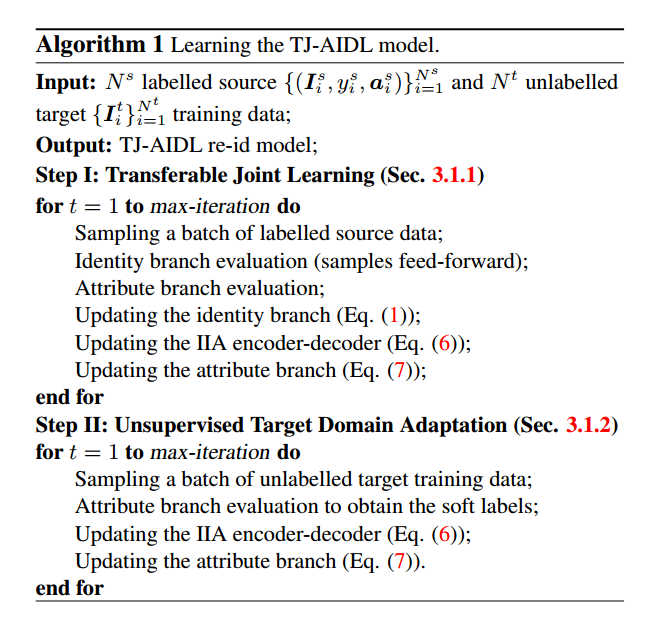 Algorithm 1 Learning the TJ-AIDL model.
Input: N^s labelled source {(I_i^s, y_i^s, a_i^s)}_{i=1}^{N^s} and N^t unlabelled
target {I_i^t}_{i=1}^{N^t} training data;
Output: TJ-AIDL re-id model;
Step I: Transferable Joint Learning (Sec. 3.1.1)
for t = 1 to max-iteration do
Sampling a batch of labelled source data;
Identity branch evaluation (samples feed-forward);
Attribute branch evaluation;
Updating the identity branch (Eq. (1));
Updating the IIA encoder-decoder (Eq. (6));
Updating the attribute branch (Eq. (7));
end for
Step II: Unsupervised Target Domain Adaptation (Sec. 3.1.2)
for t = 1 to max-iteration do
Sampling a batch of unlabelled target training data;
Attribute branch evaluation to obtain the soft labels;
Updating the IIA encoder-decoder (Eq. (6));
Updating the attribute branch (Eq. (7)).
end for